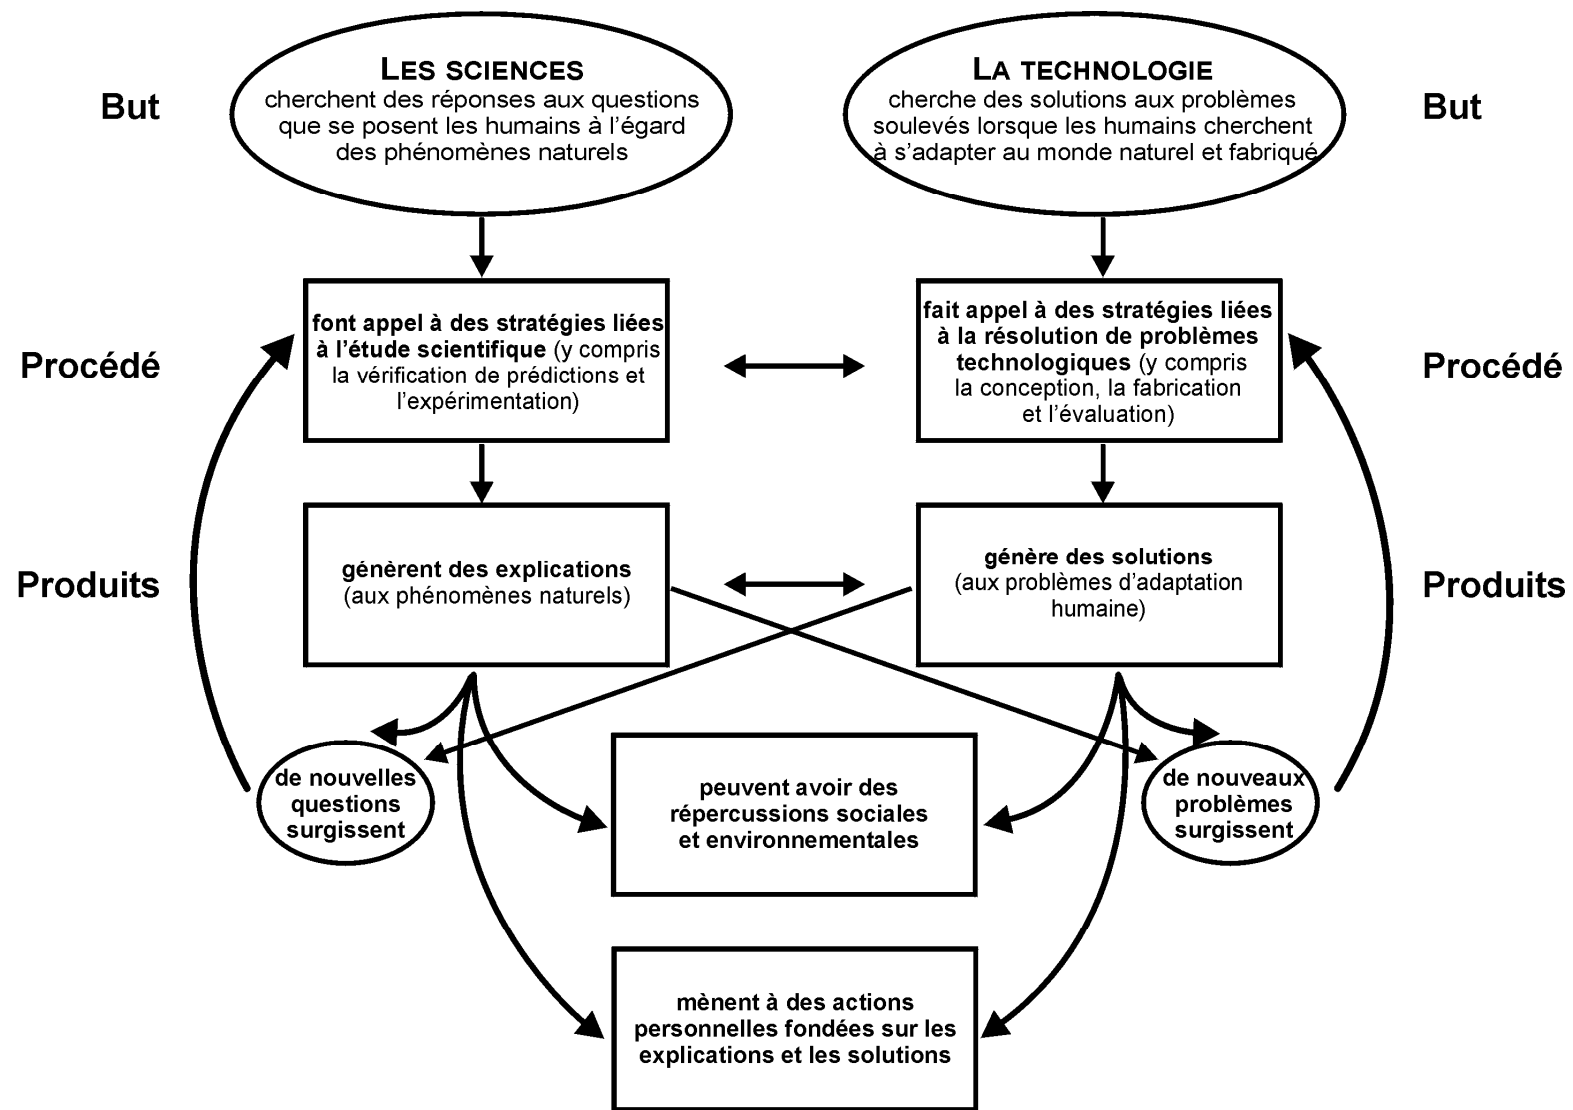 LES SCIENCES
cherchent des réponses aux questions
que se posent les humains à l'égard
des phénomènes naturels
LA TECHNOLOGIE
cherche des solutions aux problèmes
soulevés lorsque les humains cherchent
à s'adapter au monde naturel et fabriqué
But
But
font appel à des stratégies liées
à l'étude scientifique (y compris
la vérification de prédictions et
l'expérimentation)
fait appel à des stratégies liées
à la résolution de problèmes
technologiques (y compris
la conception, la fabrication
et l'évaluation)
Procédé
Procédé
génèrent des explications
(aux phénomènes naturels)
génère des solutions
(aux problèmes d'adaptation
humaine)
Produits
Produits
de nouvelles
questions
surgissent
peuvent avoir des
répercussions sociales
et environnementales
de nouveaux
problèmes
surgissent
mènent à des actions
personnelles fondées sur les
explications et les solutions